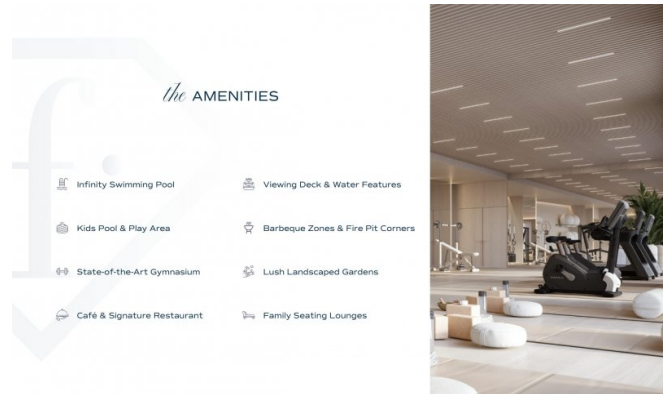 the AMENITIES
Infinity Swimming Pool
Kids Pool & Play Area
State-of-the-Art Gymnasium
Café & Signature Restaurant
Viewing Deck & Water Features
Barbeque Zones & Fire Pit Corners
Lush Landscaped Gardens
Family Seating Lounges